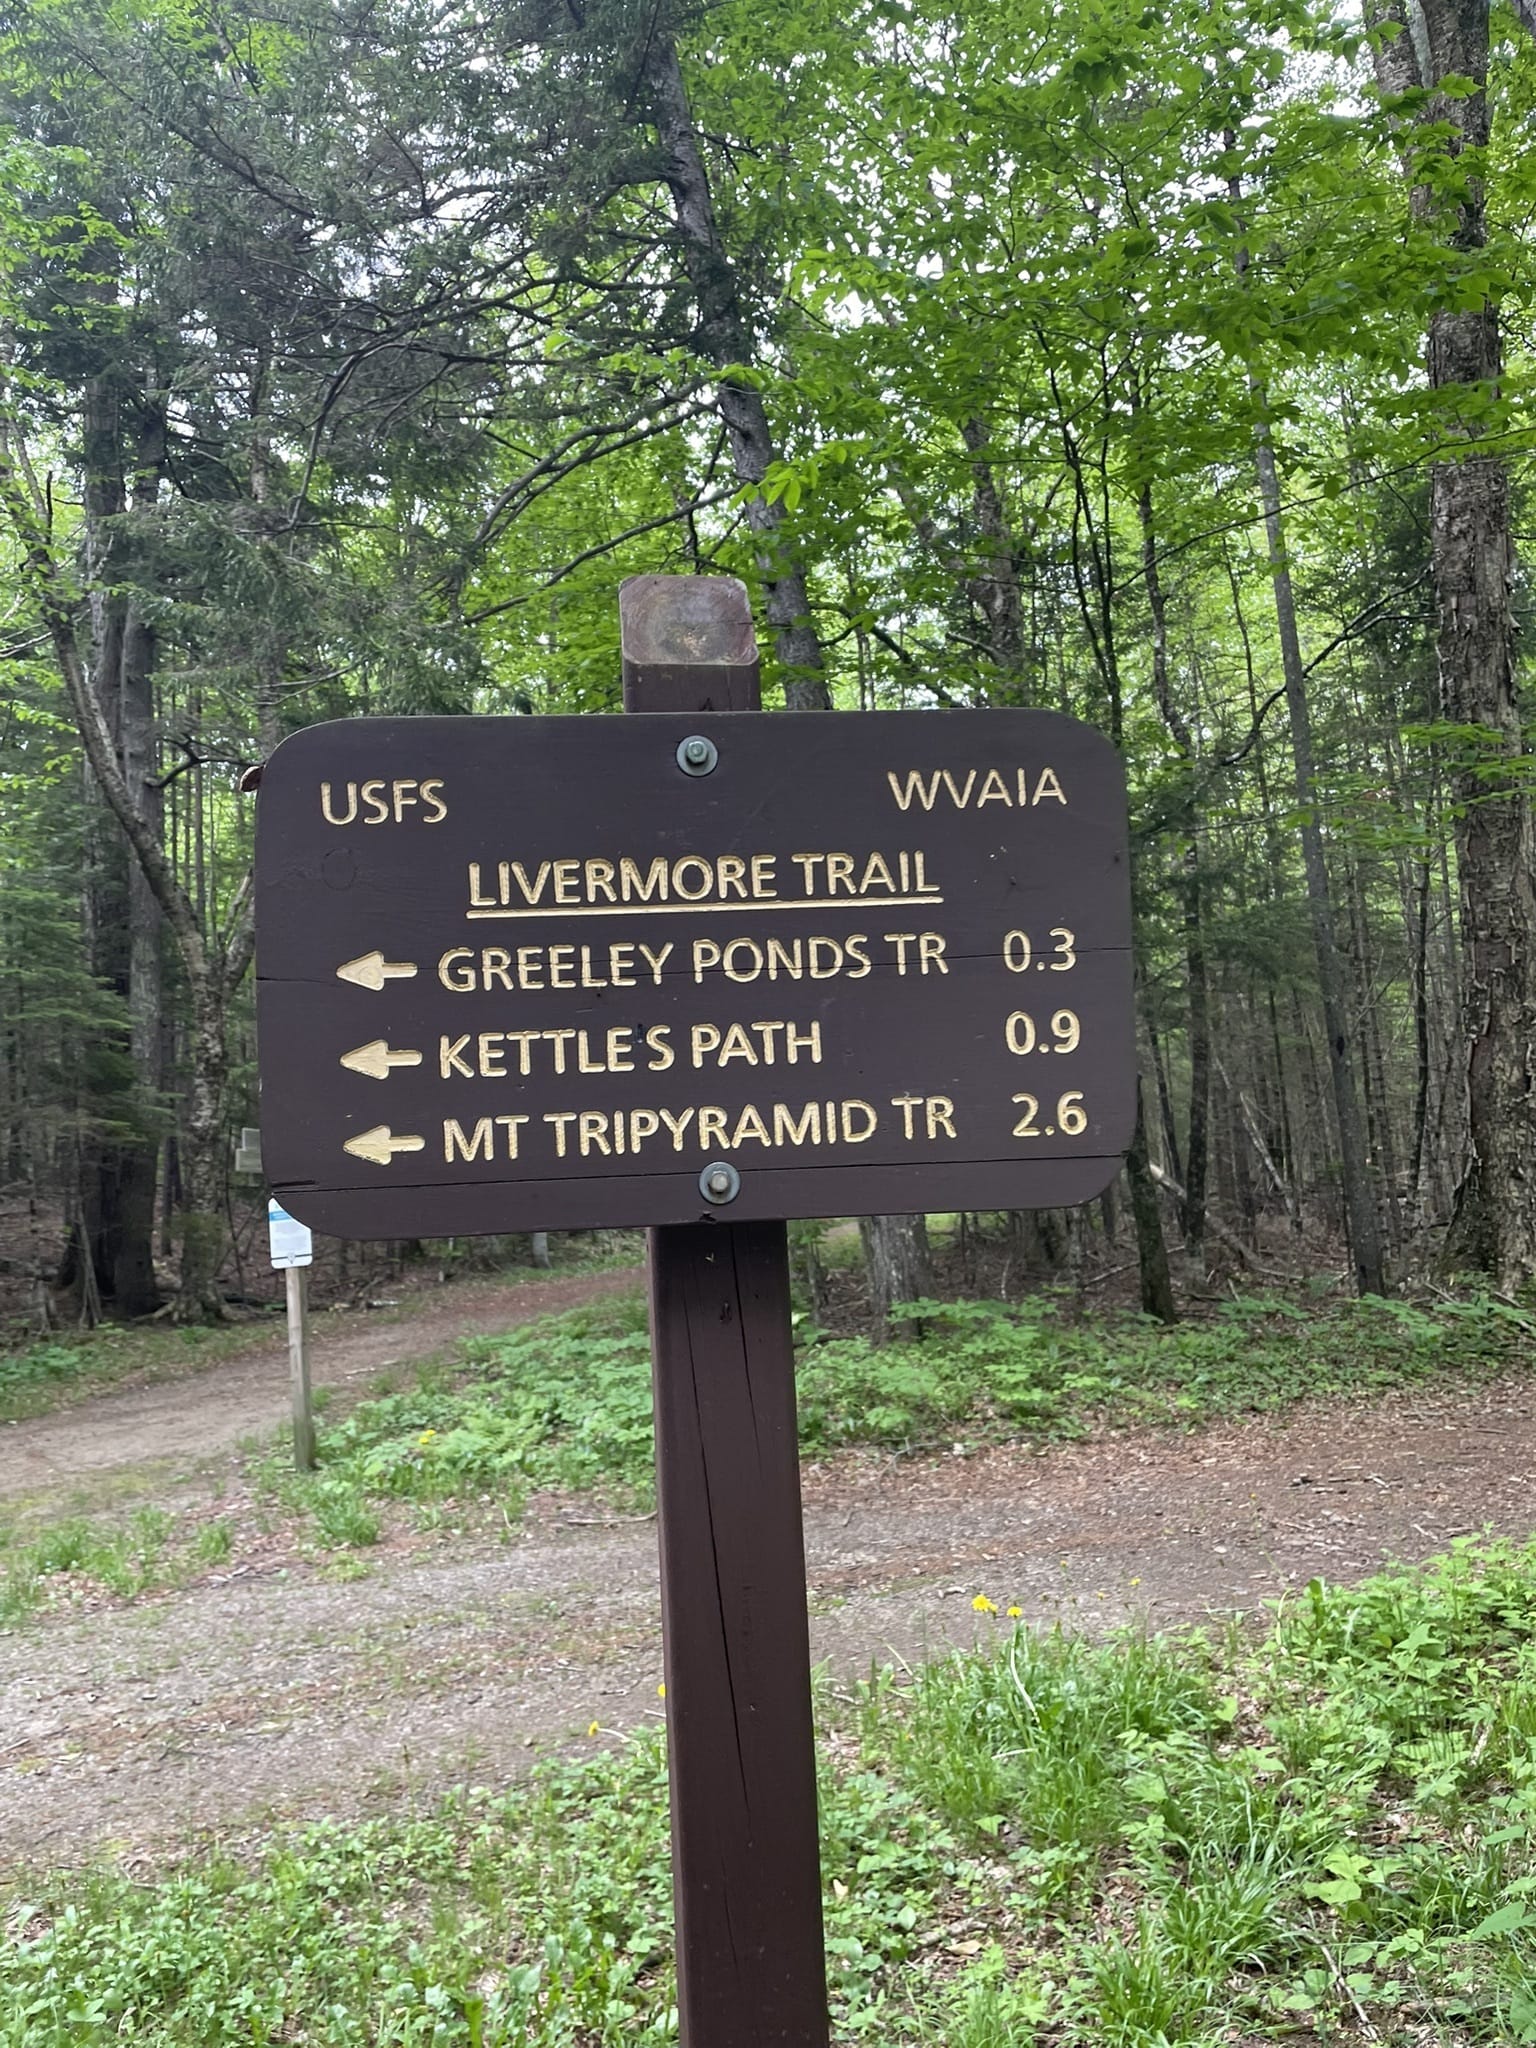 USFS WVAIA
LIVERMORE TRAIL
GREELEY PONDS TR 0.3
KETTLE'S PATH 0.9
MT TRIPYRAMID TR 2.6